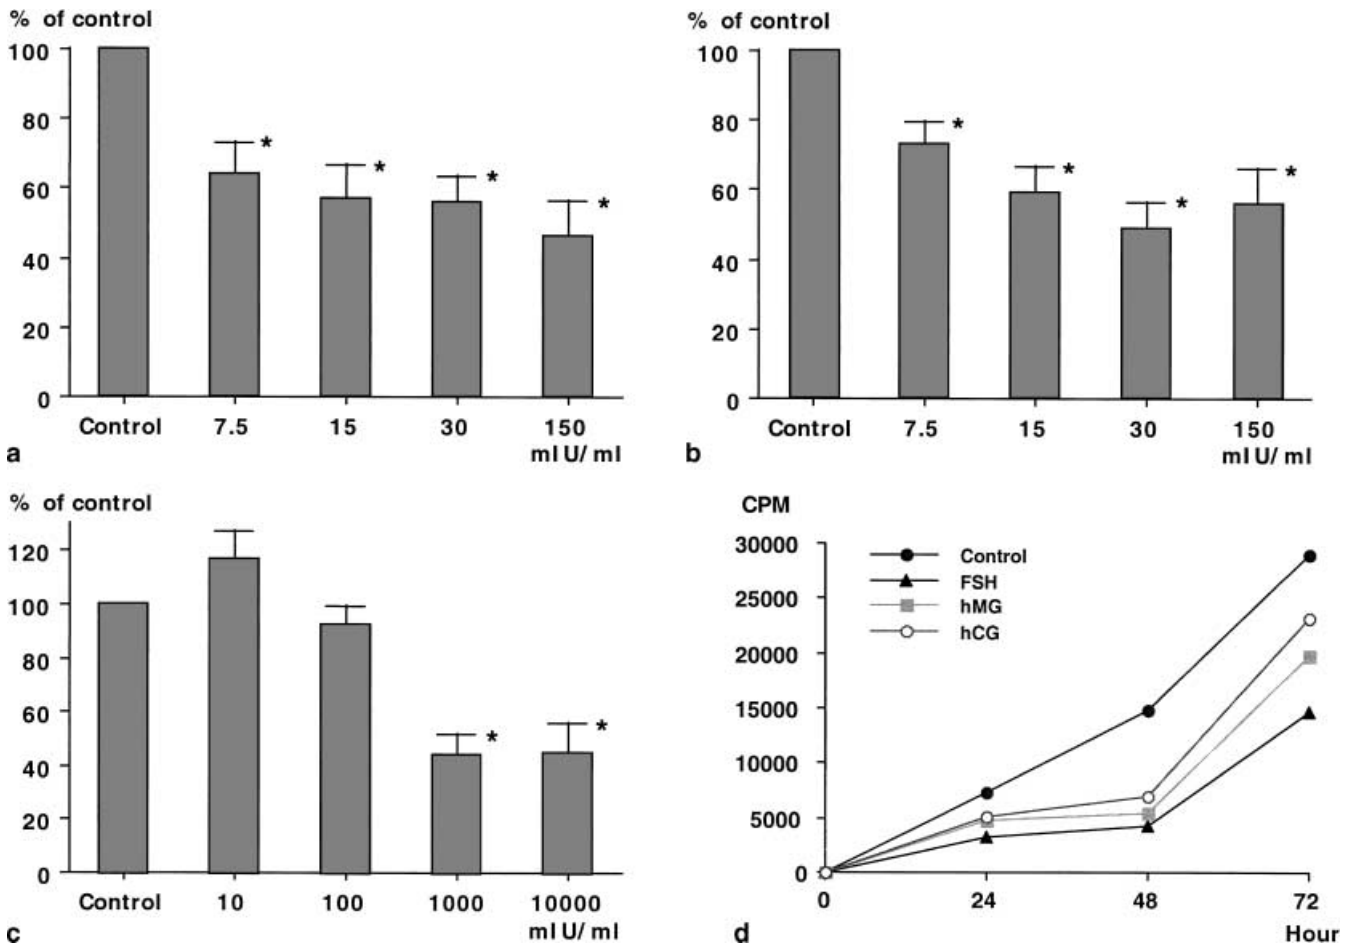 % of control
100
80
60
40
20
0
Control 7.5 15 30 150
mIU/ml
a
% of control
100
80
60
40
20
0
Control 7.5 15 30 150
mIU/ml
b
% of control
120
100
80
60
40
20
0
Control 10 100 1000 10000
mIU/ml
c
CPM
30000
25000
20000
15000
10000
5000
0
Control
FSH
hMG
hCG
0 24 48 72
Hour
d